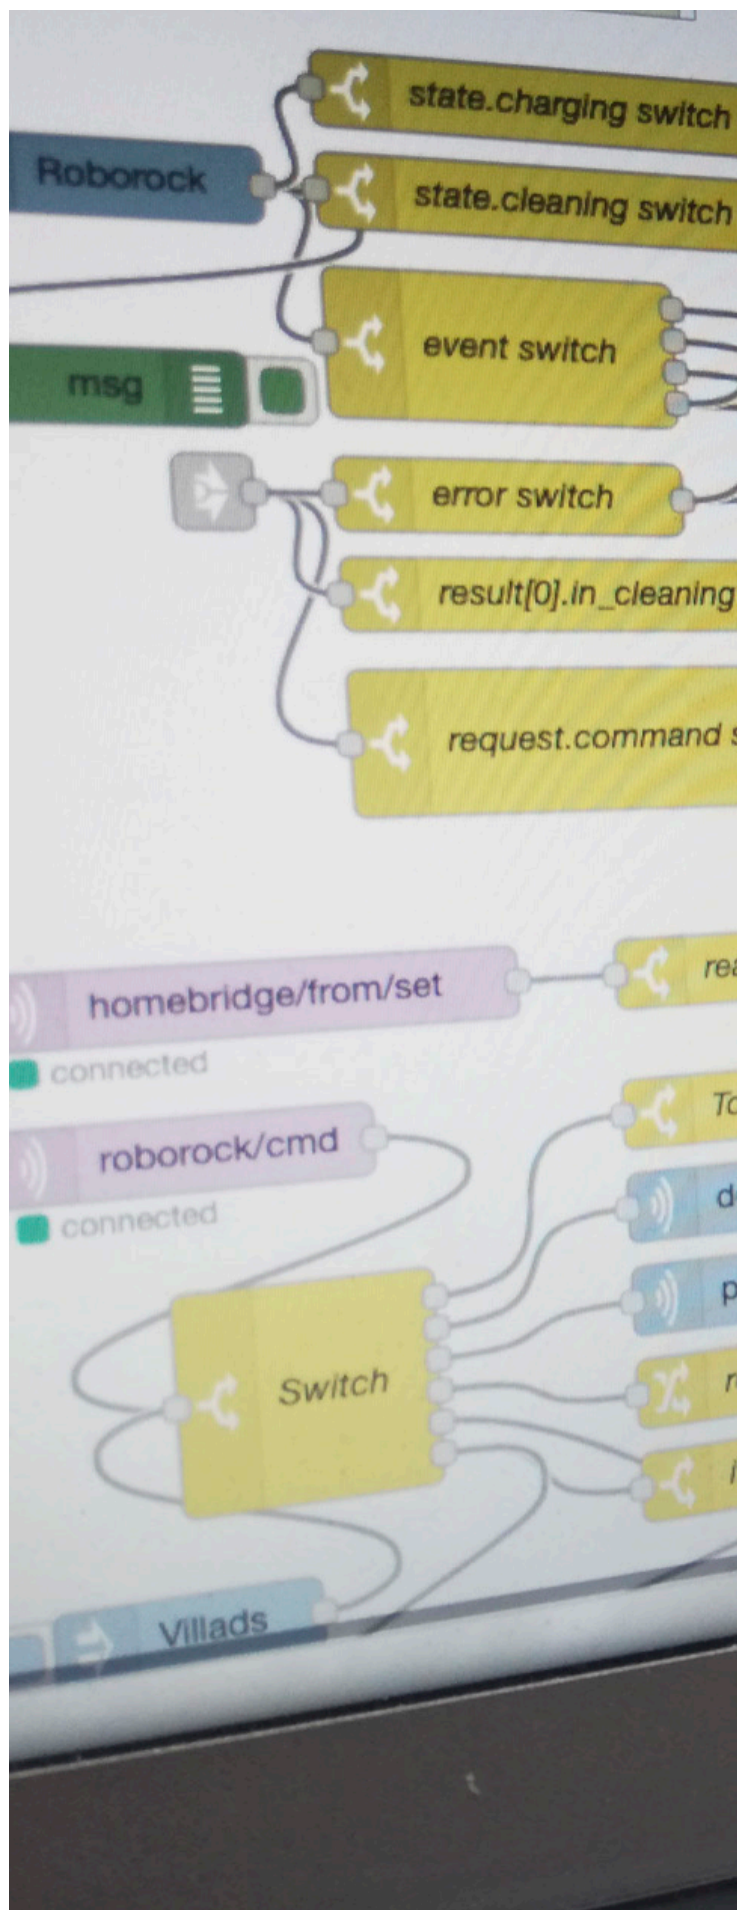 state.charging switch
Roborock
state.cleaning switch
event switch
msg
error switch
result[0].in_cleaning
request.command
homebridge/from/set
connected
roborock/cmd
connected
Switch
Villads